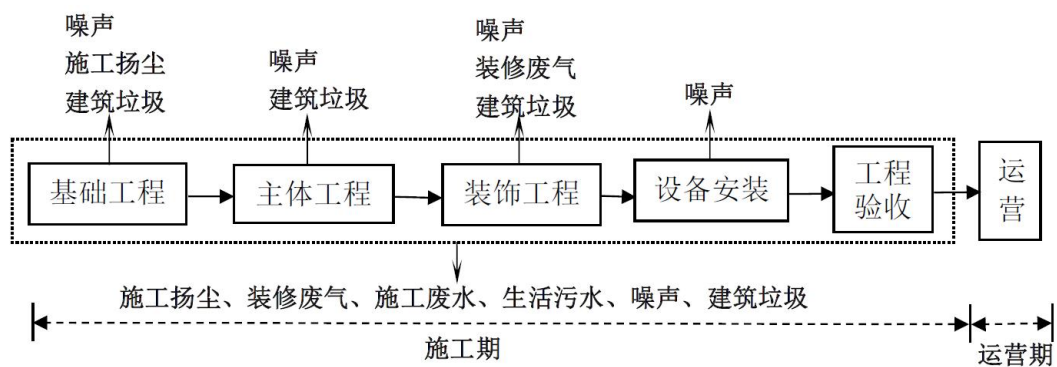 噪声
施工扬尘
建筑垃圾
噪声
建筑垃圾
噪声
装修废气
建筑垃圾
噪声
基础工程
主体工程
装饰工程
设备安装
工程
验收
运
营
施工扬尘、装修废气、施工废水、生活污水、噪声、建筑垃圾
施工期
运营期